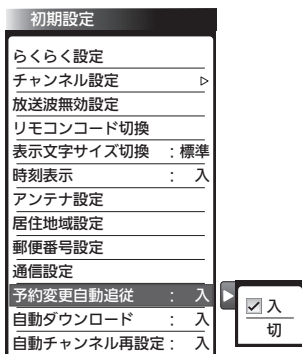 初期設定
らくらく設定
チャンネル設定
放送波無効設定
リモコンコード切換
表示文字サイズ切換 : 標準
時刻表示 : 入
アンテナ設定
居住地域設定
郵便番号設定
通信設定
予約変更自動追従 : 入
自動ダウンロード : 入
自動チャンネル再設定 : 入
入
切